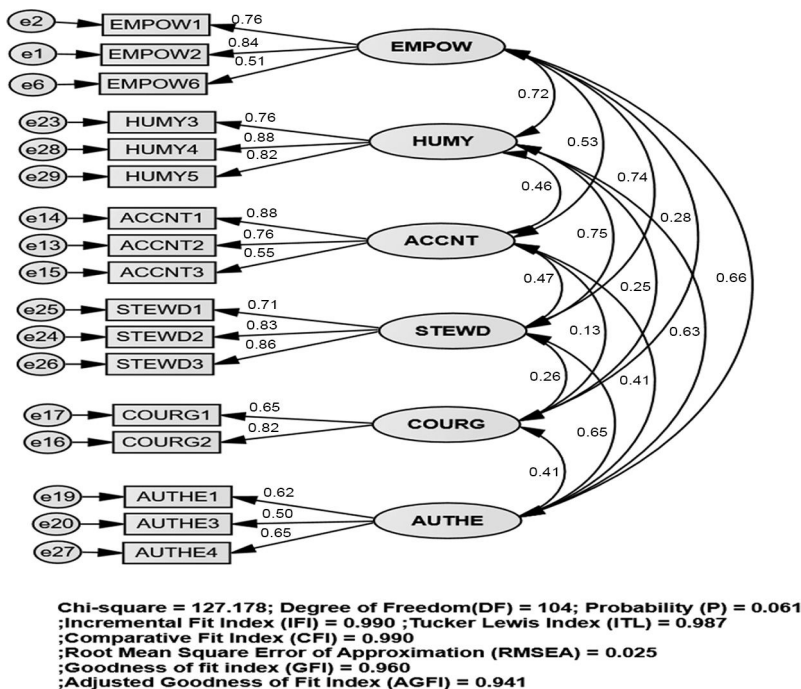 e2 EMPOW1 0.76
e1 EMPOW2 0.84 EMPOW
e6 EMPOW6 0.51
0.72
e23 HUMY3 0.76
0.53
e28 HUMY4 0.88 HUMY
e29 HUMY5 0.82
0.46 0.74
e14 ACCNT1 0.88
0.28
e13 ACCNT2 0.76 ACCNT
0.75
e15 ACCNT3 0.55
0.47 0.25 0.66
e25 STEWD1 0.71
e24 STEWD2 0.83 STEWD
0.13 0.63
e26 STEWD3 0.86
0.26 0.41
e17 COURG1 0.65
e16 COURG2 0.82 COURG
0.65
0.41
e19 AUTHE1 0.62
e20 AUTHE3 0.50 AUTHE
e27 AUTHE4 0.65
Chi-square = 127.178; Degree of Freedom(DF) = 104; Probability (P) = 0.061
;Incremental Fit Index (IFI) = 0.990 ;Tucker Lewis Index (ITL) = 0.987
;Comparative Fit Index (CFI) = 0.990
;Root Mean Square Error of Approximation (RMSEA) = 0.025
;Goodness of fit index (GFI) = 0.960
;Adjusted Goodness of Fit Index (AGFI) = 0.941